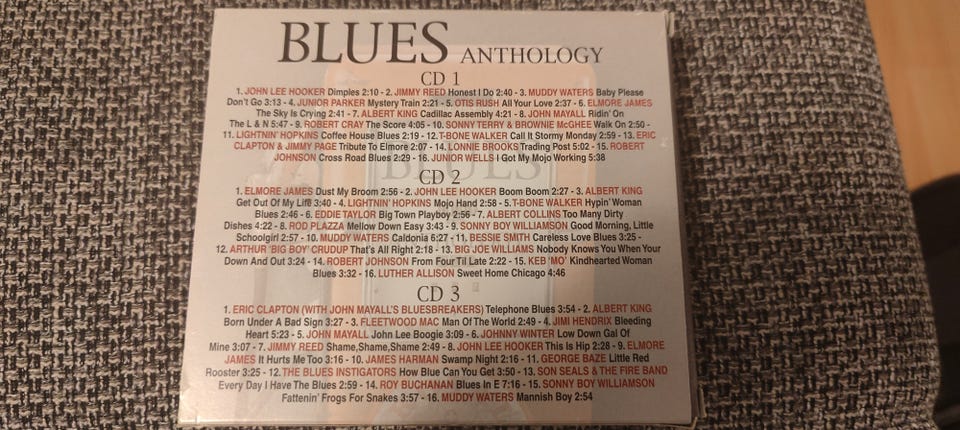 BLUES ANTHOLOGY
CD 1
1. JOHN LEE HOOKER Dimples 2:10 - 2. JIMMY REED Honest I Do 2:40 - 3. MUDDY WATERS Baby Please
Don't Go 3:13 - 4. JUNIOR PARKER Mystery Train 2:21 - 5. OTIS RUSH All Your Love 2:37 - 6. ELMORE JAMES
The Sky Is Crying 2:41 - 7. ALBERT KING Cadillac Assembly 4:21 - 8. JOHN MAYALL Ridin' On
The L & N 5:47 - 9. ROBERT CRAY The Score 4:05 - 10. SONNY TERRY & BROWNIE McGHEE Walk On 2:50 -
11. LIGHTNIN' HOPKINS Coffee House Blues 2:19 - 12. T-BONE WALKER Call It Stormy Monday 2:59 - 13. ERIC
CLAPTON & JIMMY PAGE Tribute To Elmore 2:07 - 14. LONNIE BROOKS Trading Post 5:02 - 15. ROBERT
JOHNSON Cross Road Blues 2:29 - 16. JUNIOR WELLS I Got My Mojo Working 5:38
BLUES
CD 2
1. ELMORE JAMES Dust My Broom 2:56 - 2. JOHN LEE HOOKER Boom Boom 2:27 - 3. ALBERT KING
Get Out Of My Life 3:40 - 4. LIGHTNIN' HOPKINS Mojo Hand 2:58 - 5. T-BONE WALKER Hypin' Woman
Blues 2:46 - 6. EDDIE TAYLOR Big Town Playboy 2:56 - 7. ALBERT COLLINS Too Many Dirty
Dishes 4:22 - 8. ROD PLAZZA Mellow Down Easy 3:43 - 9. SONNY BOY WILLIAMSON Good Morning, Little
Schoolgirl 2:57 - 10. MUDDY WATERS Caldonia 6:27 - 11. BESSIE SMITH Careless Love Blues 3:25 -
12. ARTHUR 'BIG BOY' CRUDUP That's All Right 2:18 - 13. BIG JOE WILLIAMS Nobody Knows You When Your
Down And Out 3:24 - 14. ROBERT JOHNSON From Four Til Late 2:22 - 15. KEB 'MO' Kindhearted Woman
Blues 3:32 - 16. LUTHER ALLISON Sweet Home Chicago 4:46
CD 3
1. ERIC CLAPTON (WITH JOHN MAYALL'S BLUESBREAKERS) Telephone Blues 3:54 - 2. ALBERT KING
Born Under A Bad Sign 3:27 - 3. FLEETWOOD MAC Man Of The World 2:49 - 4. JIMI HENDRIX Bleeding
Heart 5:23 - 5. JOHN MAYALL John Lee Boogie 3:09 - 6. JOHNNY WINTER Low Down Gal Of
Mine 3:07 - 7. JIMMY REED Shame,Shame,Shame 2:49 - 8. JOHN LEE HOOKER This Is Hip 2:28 - 9. ELMORE
JAMES It Hurts Me Too 3:16 - 10. JAMES HARMAN Swamp Night 2:16 - 11. GEORGE BAZE Little Red
Rooster 3:25 - 12. THE BLUES INSTIGATORS How Blue Can You Get 3:50 - 13. SON SEALS & THE FIRE BAND
Every Day I Have The Blues 2:59 - 14. ROY BUCHANAN Blues In E 7:16 - 15. SONNY BOY WILLIAMSON
Fattenin' Frogs For Snakes 3:57 - 16. MUDDY WATERS Mannish Boy 2:54